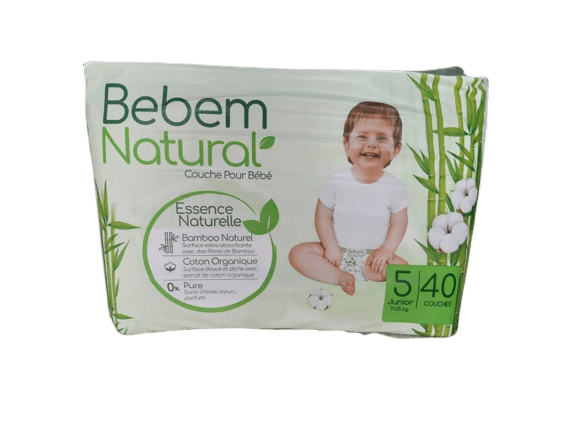 Bebem
Natural
Couche Pour Bébé
Essence
Naturelle
Bamboo Naturel
Surface extra-absorbante
avec des fibres de Bamboo
Coton Organique
Surface douce et sèche avec
extrait de coton organique
0% Pure
Sans chlore, nylon,
parfum
Bebem
5
Junior
40
COUCHES